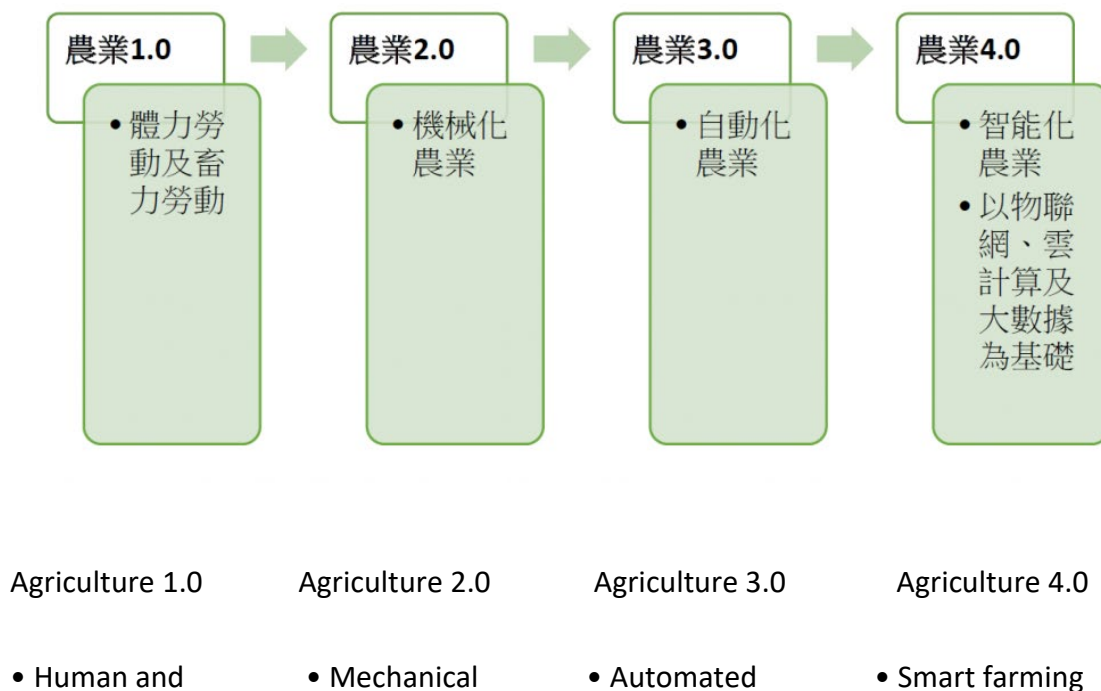 農業1.0
體力勞
動及畜
力勞動
農業2.0
機械化
農業
農業3.0
自動化
農業
農業4.0
智能化
農業
以物聯
網、雲
計算及
大數據
為基礎
Agriculture 1.0
Agriculture 2.0
Agriculture 3.0
Agriculture 4.0
• Human and
• Mechanical
• Automated
• Smart farming